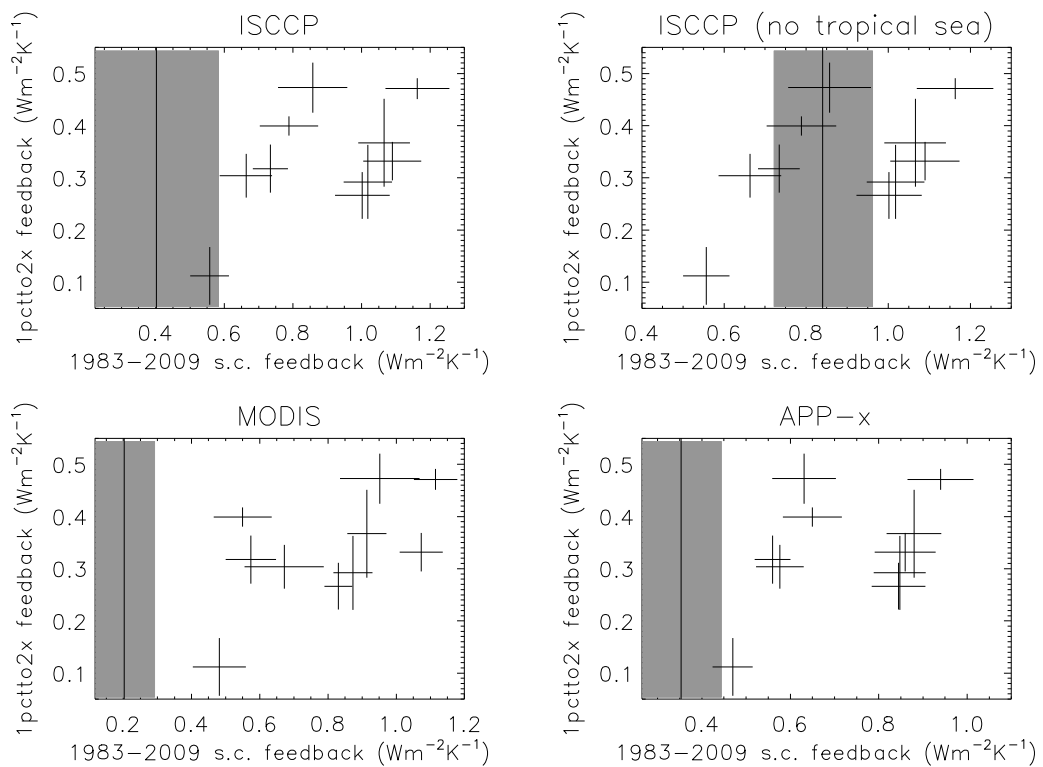 ISCCP
1pctto2x feedback (Wm−2K−1)
0.5
0.4
0.3
0.2
0.1
0.4 0.6 0.8 1.0 1.2
1983−2009 s.c. feedback (Wm−2K−1)
ISCCP (no tropical sea)
1pctto2x feedback (Wm−2K−1)
0.5
0.4
0.3
0.2
0.1
0.4 0.6 0.8 1.0 1.2
1983−2009 s.c. feedback (Wm−2K−1)
MODIS
1pctto2x feedback (Wm−2K−1)
0.5
0.4
0.3
0.2
0.1
0.2 0.4 0.6 0.8 1.0 1.2
1983−2009 s.c. feedback (Wm−2K−1)
APP−x
1pctto2x feedback (Wm−2K−1)
0.5
0.4
0.3
0.2
0.1
0.4 0.6 0.8 1.0
1983−2009 s.c. feedback (Wm−2K−1)